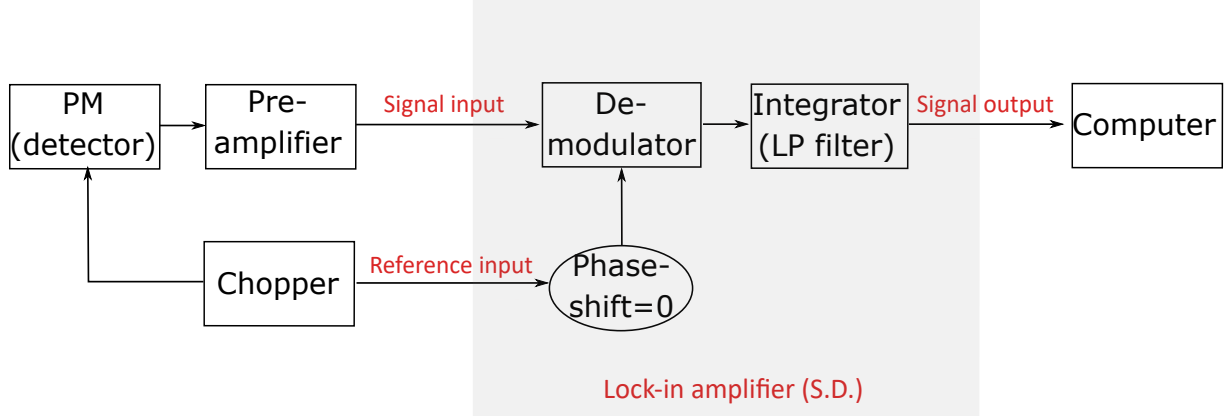 PM
(detector)
Pre-
amplifier
Signal input
De-
modulator
Integrator
(LP filter)
Signal output
Computer
Chopper
Reference input
Phase-
shift=0
Lock-in amplifier (S.D.)